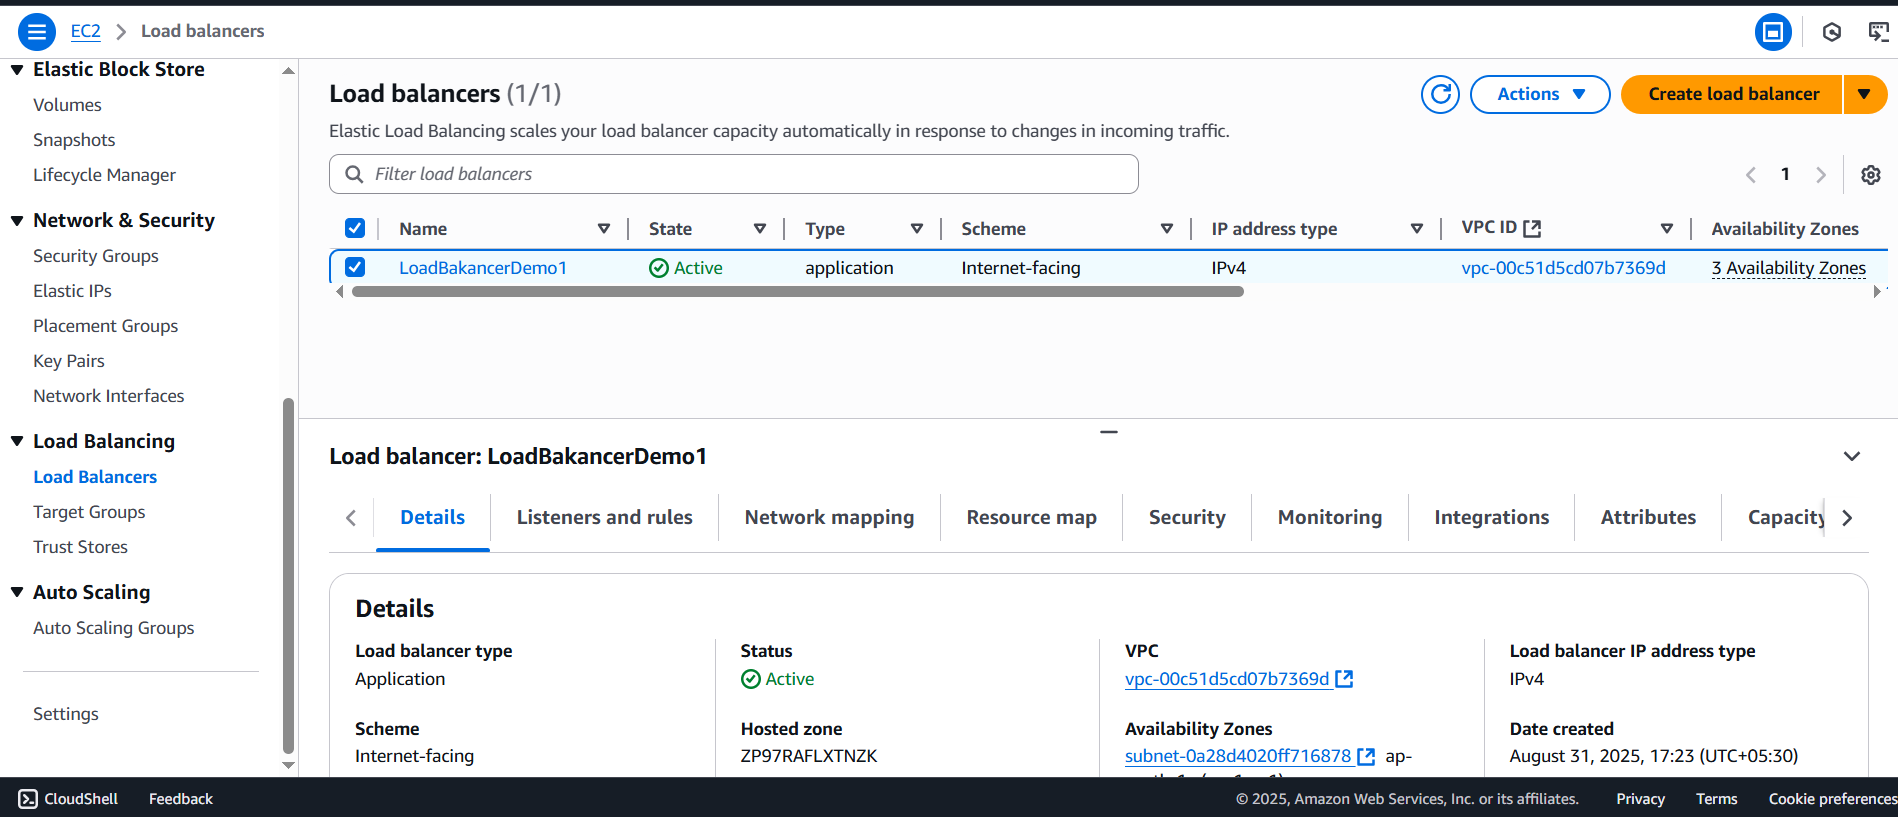 EC2 > Load balancers
Elastic Block Store
Volumes
Snapshots
Lifecycle Manager
Network & Security
Security Groups
Elastic IPs
Placement Groups
Key Pairs
Network Interfaces
Load Balancing
Load Balancers
Target Groups
Trust Stores
Auto Scaling
Auto Scaling Groups
Settings
Load balancers (1/1)
Actions
Create load balancer
Elastic Load Balancing scales your load balancer capacity automatically in response to changes in incoming traffic.
Filter load balancers
1
Name State Type Scheme IP address type VPC ID Availability Zones
LoadBakancerDemo1 Active application Internet-facing IPv4 vpc-00c51d5cd07b7369d 3 Availability Zones
Load balancer: LoadBakancerDemo1
Details Listeners and rules Network mapping Resource map Security Monitoring Integrations Attributes Capacity
Details
Load balancer type
Application
Status
Active
VPC
vpc-00c51d5cd07b7369d
Load balancer IP address type
IPv4
Scheme
Internet-facing
Hosted zone
ZP97RAFLXTNZK
Availability Zones
subnet-0a28d4020ff716878 ap-
Date created
August 31, 2025, 17:23 (UTC+05:30)
CloudShell Feedback © 2025, Amazon Web Services, Inc. or its affiliates. Privacy Terms Cookie preferences